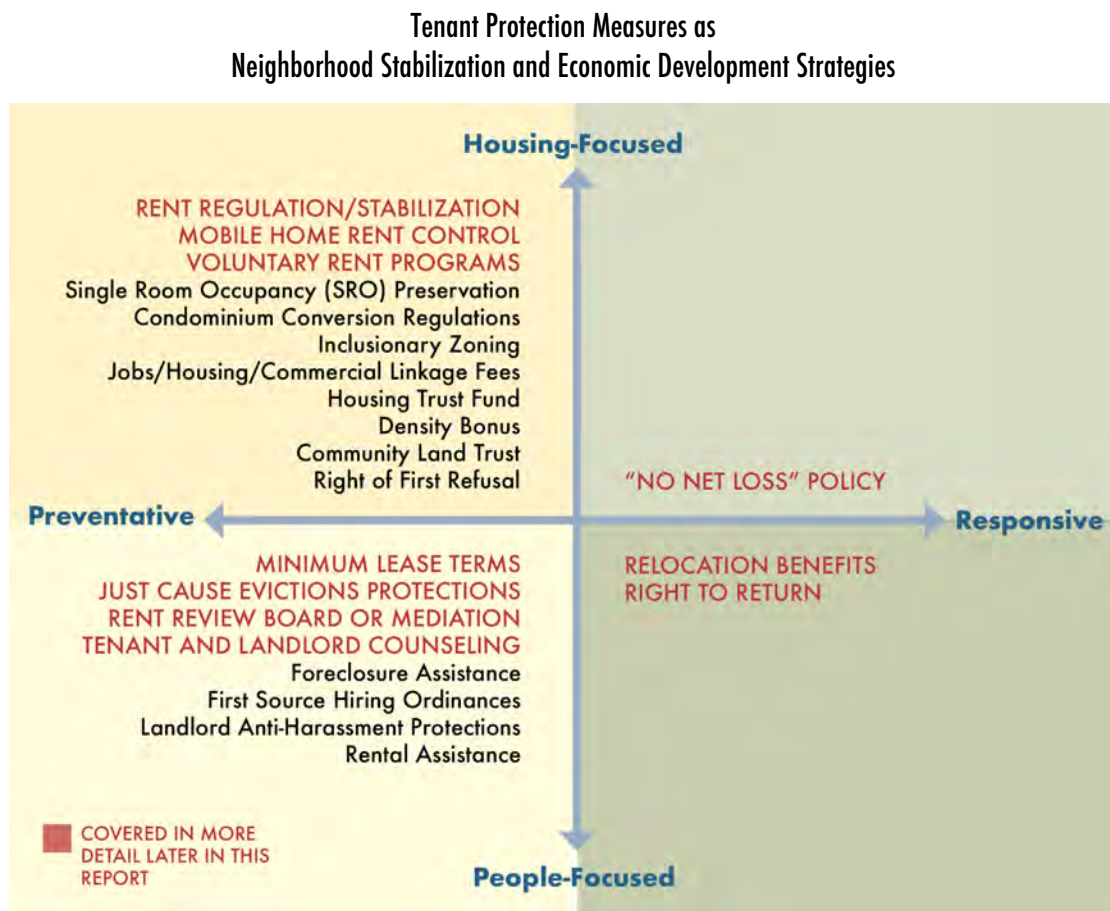 Tenant Protection Measures as
Neighborhood Stabilization and Economic Development Strategies
Housing-Focused
RENT REGULATION/STABILIZATION
MOBILE HOME RENT CONTROL
VOLUNTARY RENT PROGRAMS
Single Room Occupancy (SRO) Preservation
Condominium Conversion Regulations
Inclusionary Zoning
Jobs/Housing/Commercial Linkage Fees
Housing Trust Fund
Density Bonus
Community Land Trust
Right of First Refusal
“NO NET LOSS” POLICY
Preventative
Responsive
MINIMUM LEASE TERMS
JUST CAUSE EVICTIONS PROTECTIONS
RENT REVIEW BOARD OR MEDIATION
TENANT AND LANDLORD COUNSELING
Foreclosure Assistance
First Source Hiring Ordinances
Landlord Anti-Harassment Protections
Rental Assistance
RELOCATION BENEFITS
RIGHT TO RETURN
COVERED IN MORE
DETAIL LATER IN THIS
REPORT
People-Focused